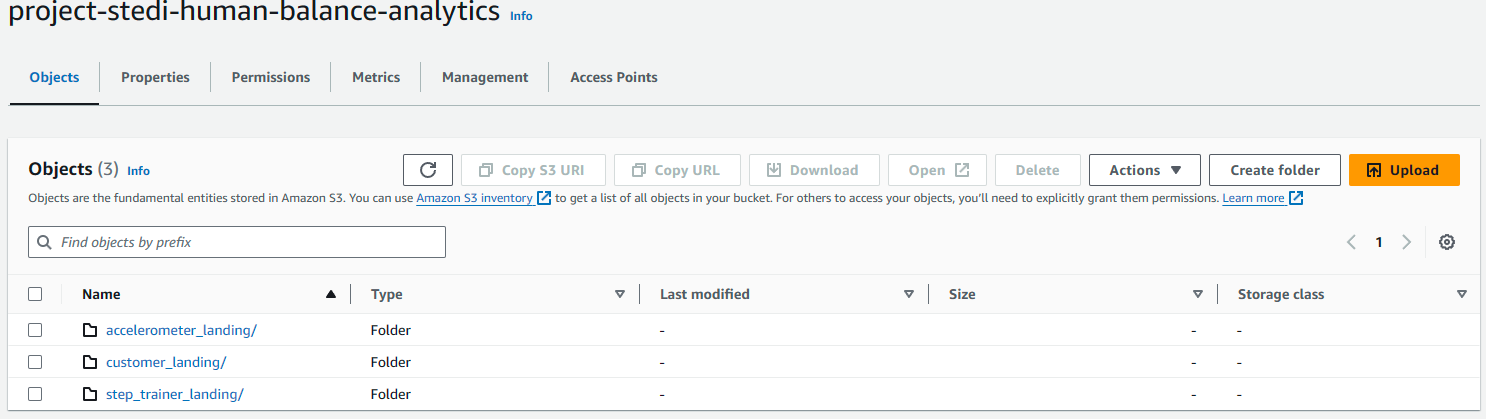 project-stedi-human-balance-analytics Info
Objects Properties Permissions Metrics Management Access Points
Objects (3) Info Copy S3 URI Copy URL Download Open Delete Actions Create folder Upload
Objects are the fundamental entities stored in Amazon S3. You can use Amazon S3 inventory to get a list of all objects in your bucket. For others to access your objects, you'll need to explicitly grant them permissions. Learn more
Find objects by prefix 1
Name Type Last modified Size Storage class
accelerometer_landing/ Folder - - -
customer_landing/ Folder - - -
step_trainer_landing/ Folder - - -